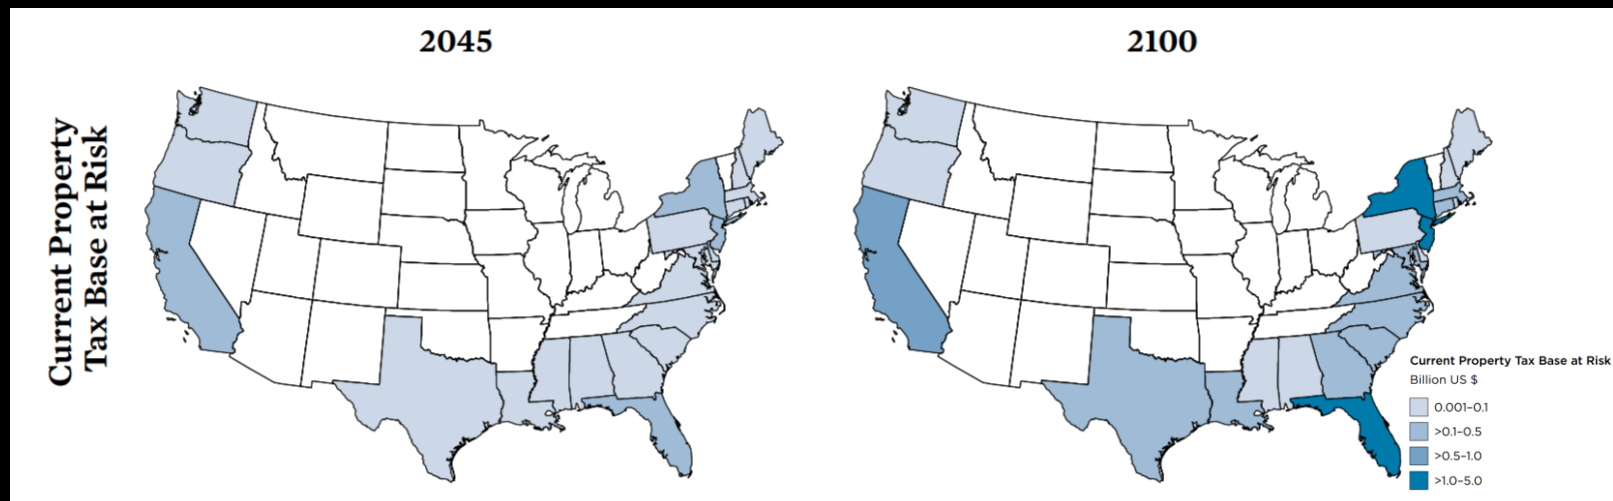 2045
2100
Current Property
Tax Base at Risk
Current Property Tax Base at Risk
Billion US $
0.001–0.1
>0.1–0.5
>0.5–1.0
>1.0–5.0